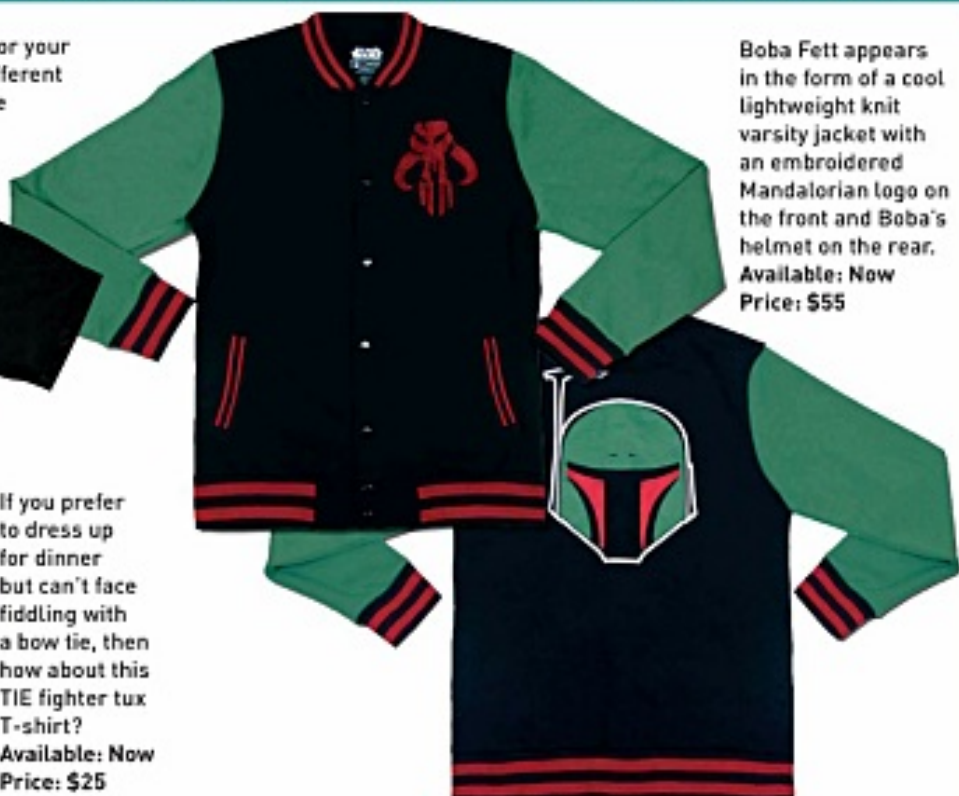 or your
fferent
e
Boba Fett appears
in the form of a cool
lightweight knit
varsity jacket with
an embroidered
Mandalorian logo on
the front and Boba's
helmet on the rear.
Available: Now
Price: $55
If you prefer
to dress up
for dinner
but can't face
fiddling with
a bow tie, then
how about this
TIE fighter tux
T-shirt?
Available: Now
Price: $25
STAR
WARS